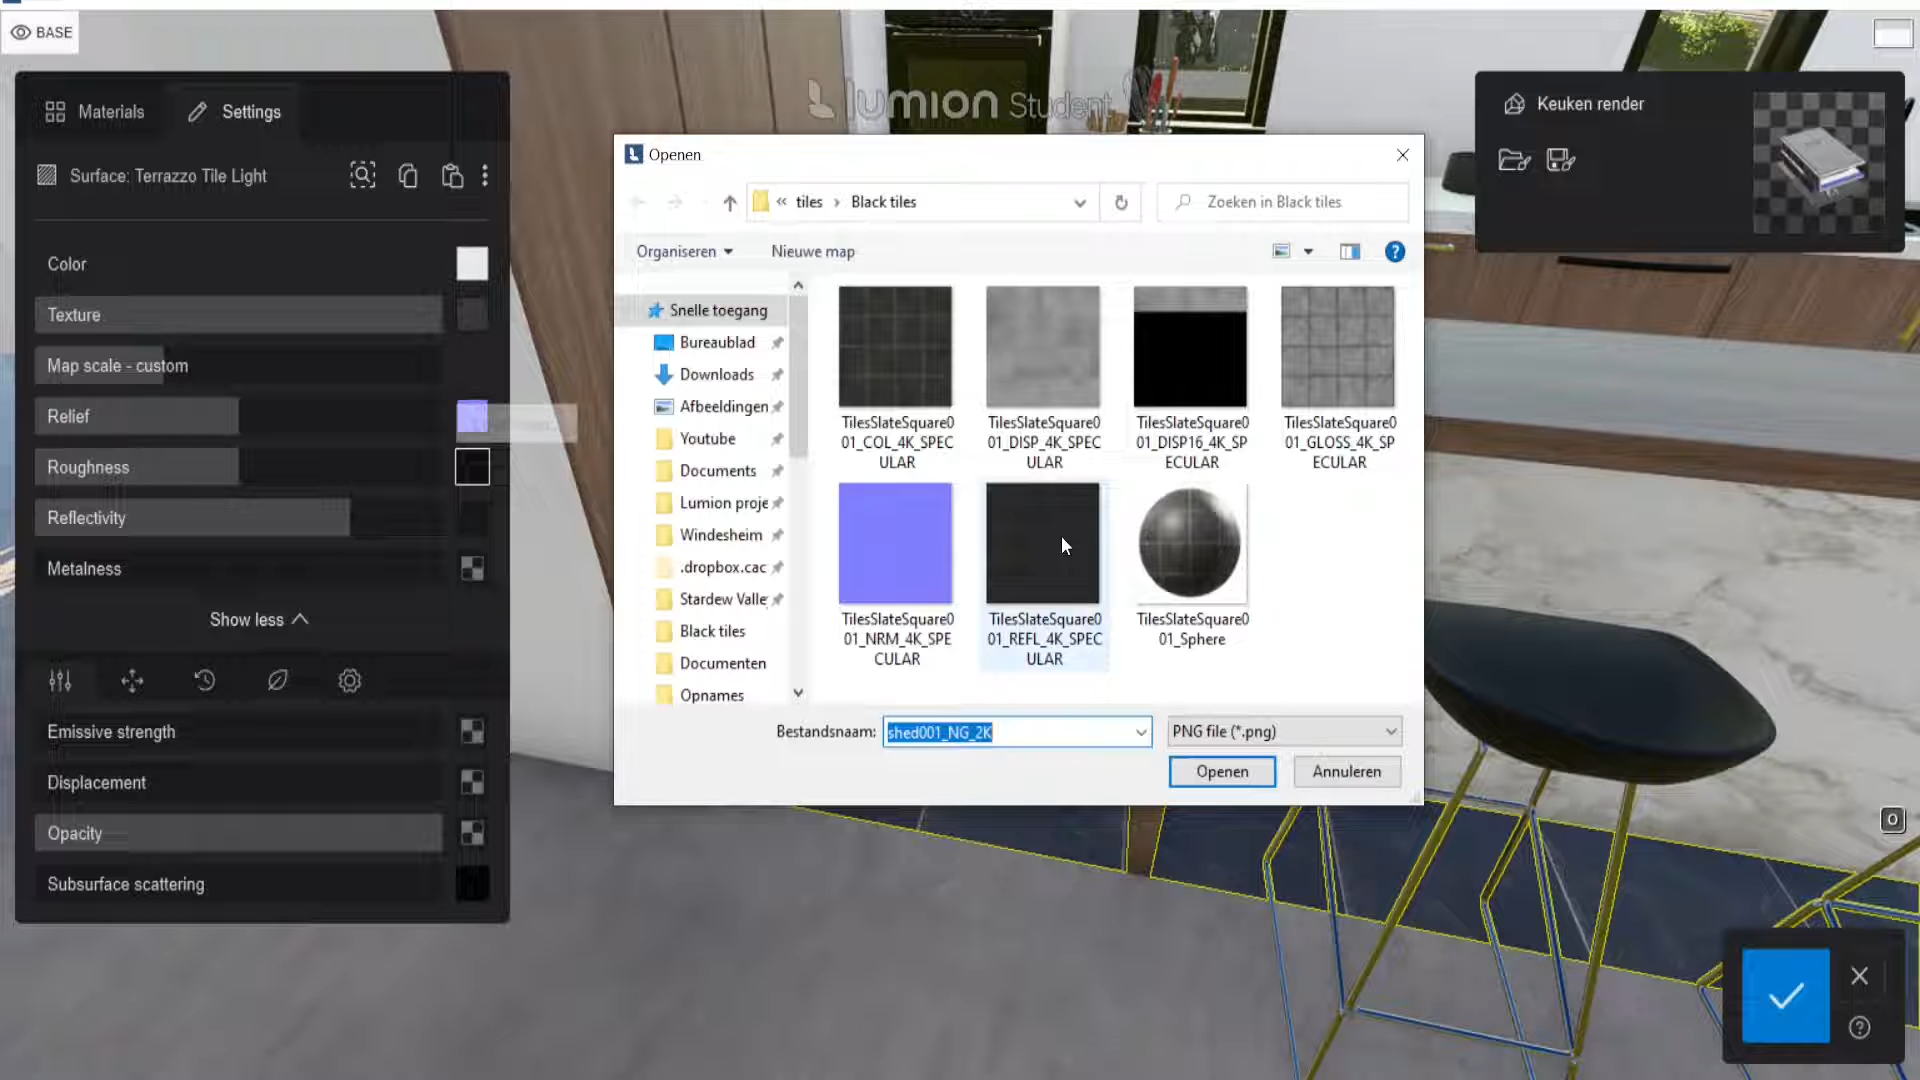 BASE
Materials
Settings
Surface: Terrazzo Tile Light
Color
Texture
Map scale - custom
Relief
Roughness
Reflectivity
Metalness
Show less
Emissive strength
Displacement
Opacity
Subsurface scattering
lumion Student
Openen
« tiles › Black tiles
Zoeken in Black tiles
Organiseren
Nieuwe map
?
Snelle toegang
Bureaublad
Downloads
Afbeeldingen
Youtube
Documents
Lumion proje
Windesheim
.dropbox.cac
Stardew Valle
Black tiles
Documenten
Opnames
TilesSlateSquare0
01_COL_4K_SPEC
ULAR
TilesSlateSquare0
01_DISP_4K_SPEC
ULAR
TilesSlateSquare0
01_DISP16_4K_SP
ECULAR
TilesSlateSquare0
01_GLOSS_4K_SP
ECULAR
TilesSlateSquare0
01_NRM_4K_SPE
CULAR
TilesSlateSquare0
01_REFL_4K_SPEC
ULAR
TilesSlateSquare0
01_Sphere
Bestandsnaam:
shed001_NG_2K
PNG file (*.png)
Openen
Annuleren
Keuken render
O
?